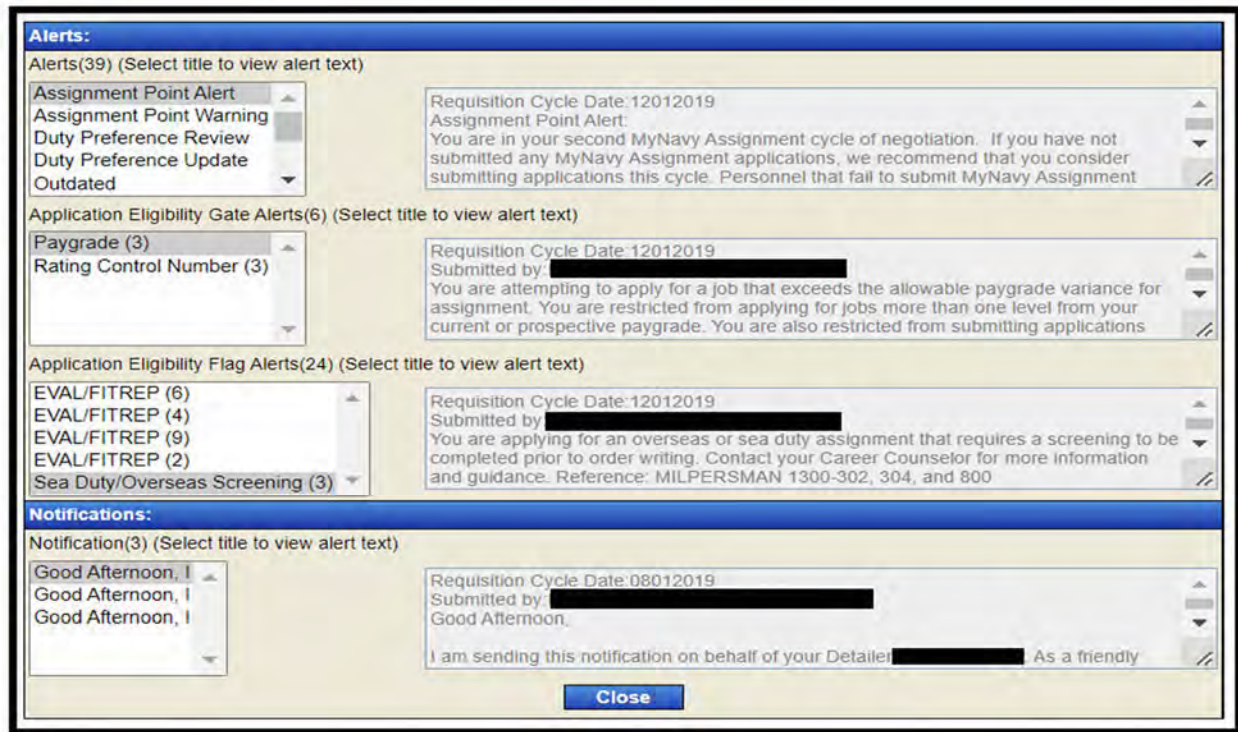 Alerts:
Alerts(39) (Select title to view alert text)
Assignment Point Alert
Assignment Point Warning
Duty Preference Review
Duty Preference Update
Outdated
Requisition Cycle Date:12012019
Assignment Point Alert:
You are in your second MyNavy Assignment cycle of negotiation. If you have not
submitted any MyNavy Assignment applications, we recommend that you consider
submitting applications this cycle. Personnel that fail to submit MyNavy Assignment
Application Eligibility Gate Alerts(6) (Select title to view alert text)
Paygrade (3)
Rating Control Number (3)
Requisition Cycle Date:12012019
Submitted by:
You are attempting to apply for a job that exceeds the allowable paygrade variance for
assignment. You are restricted from applying for jobs more than one level from your
current or prospective paygrade. You are also restricted from submitting applications
Application Eligibility Flag Alerts(24) (Select title to view alert text)
EVAL/FITREP (6)
EVAL/FITREP (4)
EVAL/FITREP (9)
EVAL/FITREP (2)
Sea Duty/Overseas Screening (3)
Requisition Cycle Date:12012019
Submitted by
You are applying for an overseas or sea duty assignment that requires a screening to be
completed prior to order writing. Contact your Career Counselor for more information
and guidance. Reference: MILPERSMAN 1300-302, 304, and 800
Notifications:
Notification(3) (Select title to view alert text)
Good Afternoon, I
Good Afternoon, I
Good Afternoon, I
Requisition Cycle Date:08012019
Submitted by:
Good Afternoon,
I am sending this notification on behalf of your Detailer . As a friendly
Close